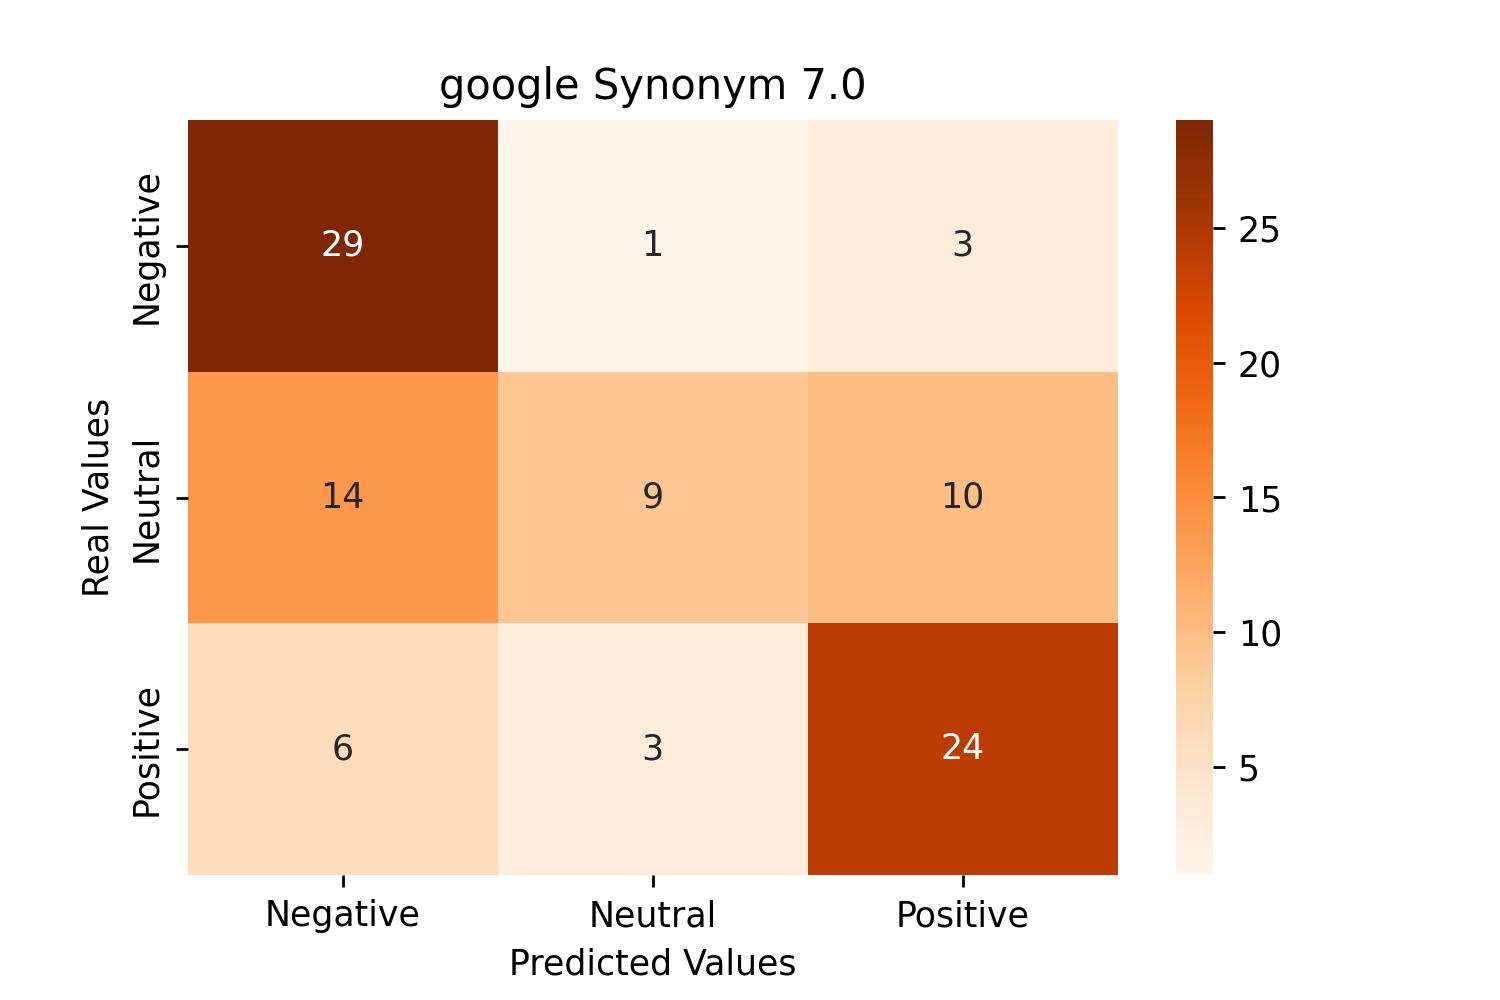 google Synonym 7.0
Real Values
Negative
29 1 3
Neutral
14 9 10
Positive
6 3 24
Negative Neutral Positive
Predicted Values
25
20
15
10
5